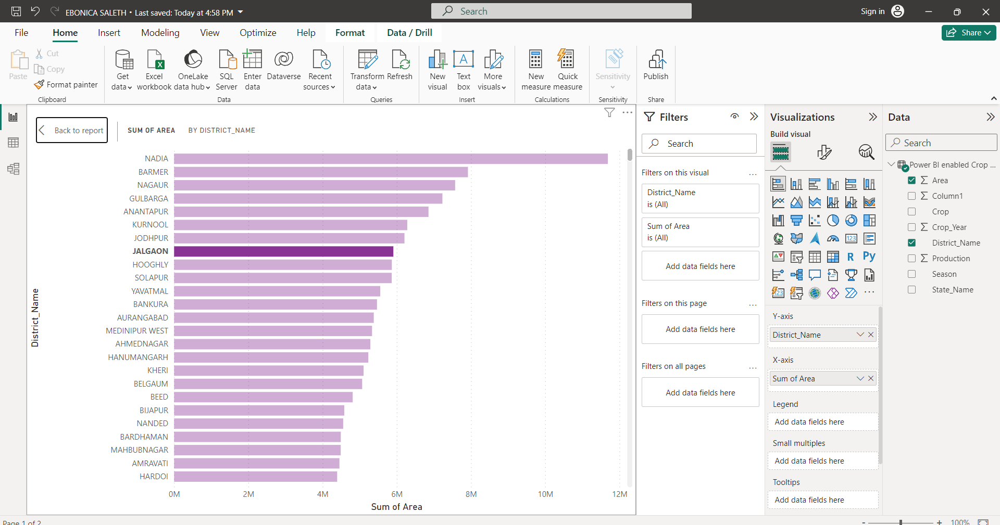 EBONICA SALETH • Last saved: Today at 4:58 PM
Search
Sign in
File
Home
Insert
Modeling
View
Optimize
Help
Format
Data / Drill
Share
Paste
Cut
Copy
Format painter
Clipboard
Get data
Excel workbook
OneLake data hub
SQL Server
Enter data
Dataverse
Recent sources
Data
Transform data
Refresh
Queries
New visual
Text box
More visuals
Insert
New measure
Quick measure
Calculations
Sensitivity
Sensitivity
Publish
Share
Back to report
SUM OF AREA
BY DISTRICT_NAME
District_Name
NADIA
BARMER
NAGAUR
GULBARGA
ANANTAPUR
KURNOOL
JODHPUR
JALGAON
HOOGHLY
SOLAPUR
YAVATMAL
BANKURA
AURANGABAD
MEDINIPUR WEST
AHMEDNAGAR
HANUMANGARH
KHERI
BELGAUM
BEED
BIJAPUR
NANDED
BARDHAMAN
MAHBUBNAGAR
AMRAVATI
HARDOI
0M 2M 4M 6M 8M 10M 12M
Sum of Area
Filters
Search
Filters on this visual
...
District_Name
is (All)
Sum of Area
is (All)
Add data fields here
Filters on this page
...
Add data fields here
Filters on all pages
...
Add data fields here
Visualizations
Build visual
123
R
Py
123
...
Y-axis
District_Name
X-axis
Sum of Area
Legend
Add data fields here
Small multiples
Add data fields here
Tooltips
Add data fields here
Data
Search
Power BI enabled Crop ...
Σ Area
Σ Column1
Crop
Σ Crop_Year
District_Name
Σ Production
Season
State_Name
Page 1 of 2
- + 100%